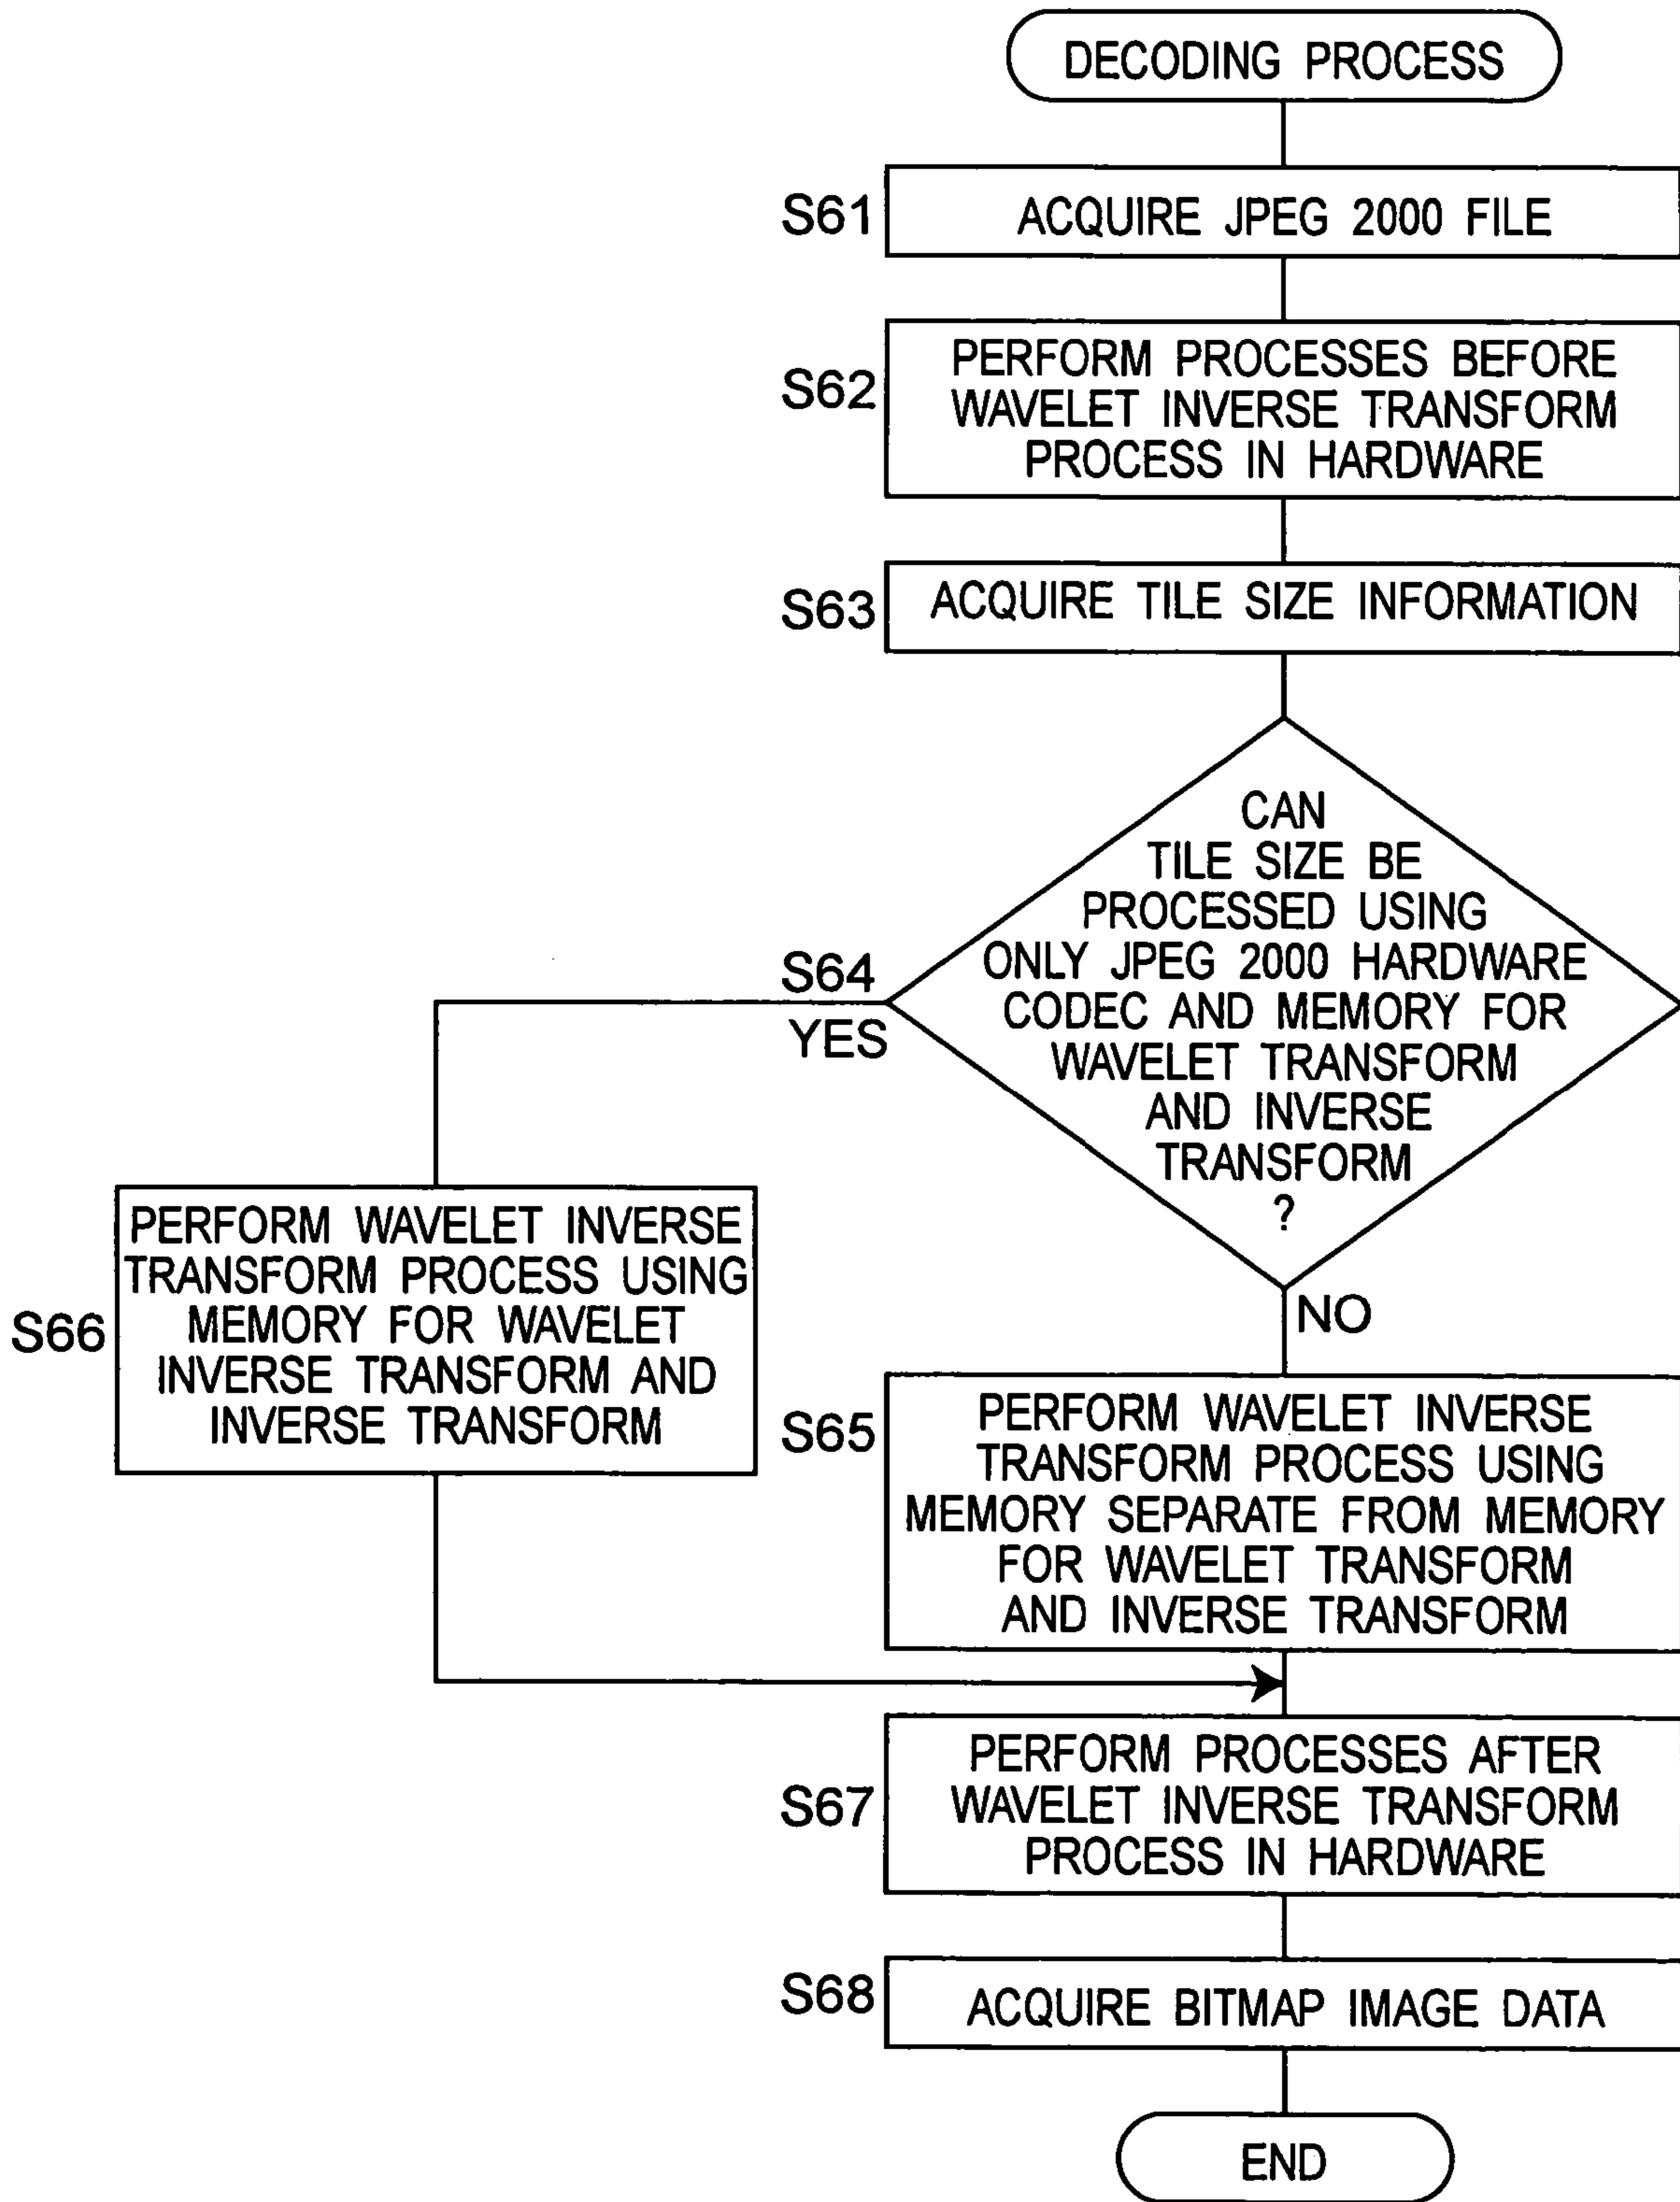 DECODING PROCESS
S61
ACQUIRE JPEG 2000 FILE
S62
PERFORM PROCESSES BEFORE
WAVELET INVERSE TRANSFORM
PROCESS IN HARDWARE
S63
ACQUIRE TILE SIZE INFORMATION
S64
CAN
TILE SIZE BE
PROCESSED USING
ONLY JPEG 2000 HARDWARE
CODEC AND MEMORY FOR
WAVELET TRANSFORM
AND INVERSE
TRANSFORM
?
YES
NO
S66
PERFORM WAVELET INVERSE
TRANSFORM PROCESS USING
MEMORY FOR WAVELET
INVERSE TRANSFORM AND
INVERSE TRANSFORM
S65
PERFORM WAVELET INVERSE
TRANSFORM PROCESS USING
MEMORY SEPARATE FROM MEMORY
FOR WAVELET TRANSFORM
AND INVERSE TRANSFORM
S67
PERFORM PROCESSES AFTER
WAVELET INVERSE TRANSFORM
PROCESS IN HARDWARE
S68
ACQUIRE BITMAP IMAGE DATA
END